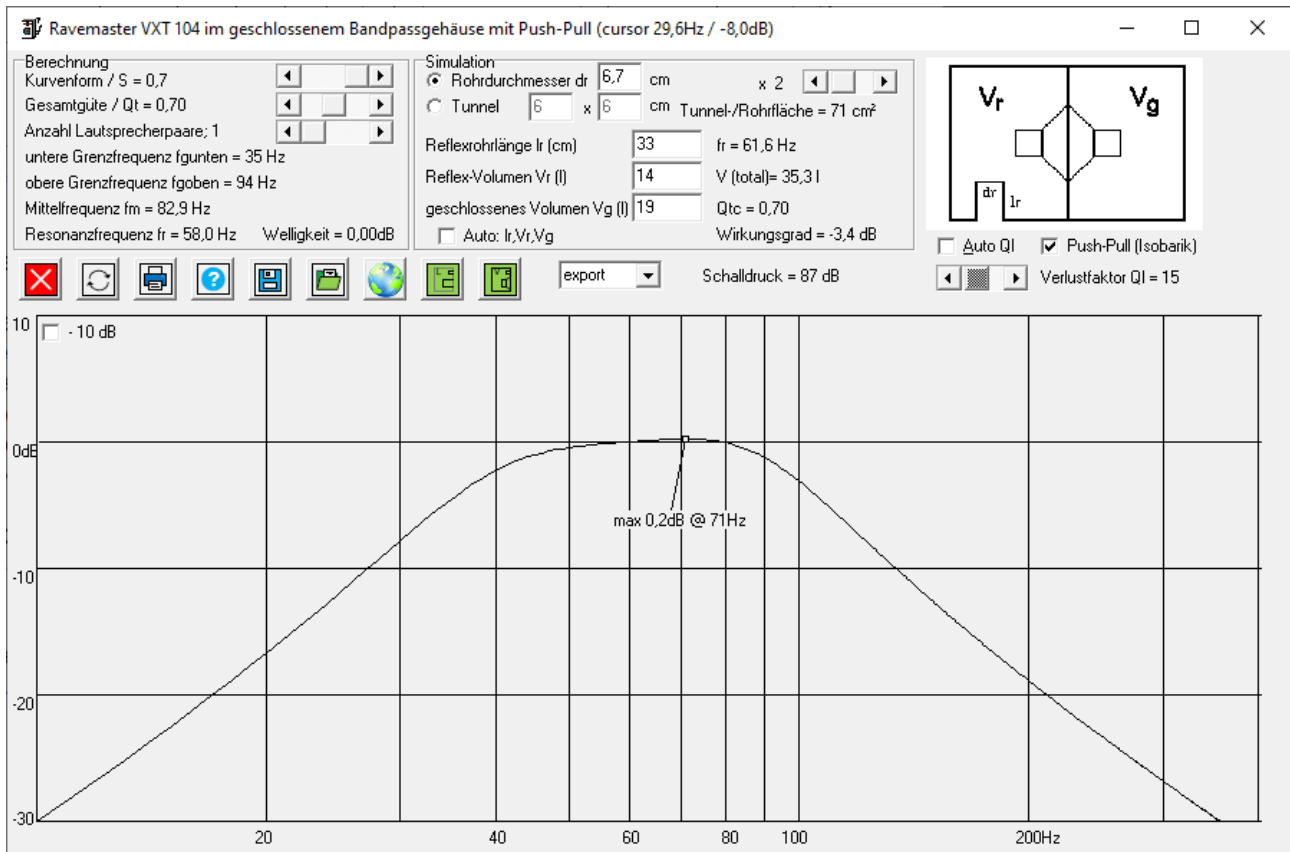 Ravemaster VXT 104 im geschlossenem Bandpassgehäuse mit Push-Pull (cursor 29,6Hz / -8,0dB)
Berechnung
Kurvenform / S = 0,7
Gesamtgüte / Qt = 0,70
Anzahl Lautsprecherpaare; 1
untere Grenzfrequenz fgunten = 35 Hz
obere Grenzfrequenz fgoben = 94 Hz
Mittelfrequenz fm = 82,9 Hz
Resonanzfrequenz fr = 58,0 Hz Welligkeit = 0,00dB
Simulation
Rohrdurchmesser dr 6,7 cm x 2
Tunnel 6 x 6 cm Tunnel-/Rohrfläche = 71 cm²
Reflexrohrlänge lr (cm) 33 fr = 61,6 Hz
Reflex-Volumen Vr (l) 14 V (total)= 35,3 l
geschlossenes Volumen Vg (l) 19 Qtc = 0,70
Auto: lr,Vr,Vg Wirkungsgrad = -3,4 dB
Vr Vg
dr lr
Auto Ql Push-Pull (Isobarik)
export Schalldruck = 87 dB Verlustfaktor Ql = 15
10
- 10 dB
0dB
max 0,2dB @ 71Hz
-10
-20
-30
20 40 60 80 100 200Hz